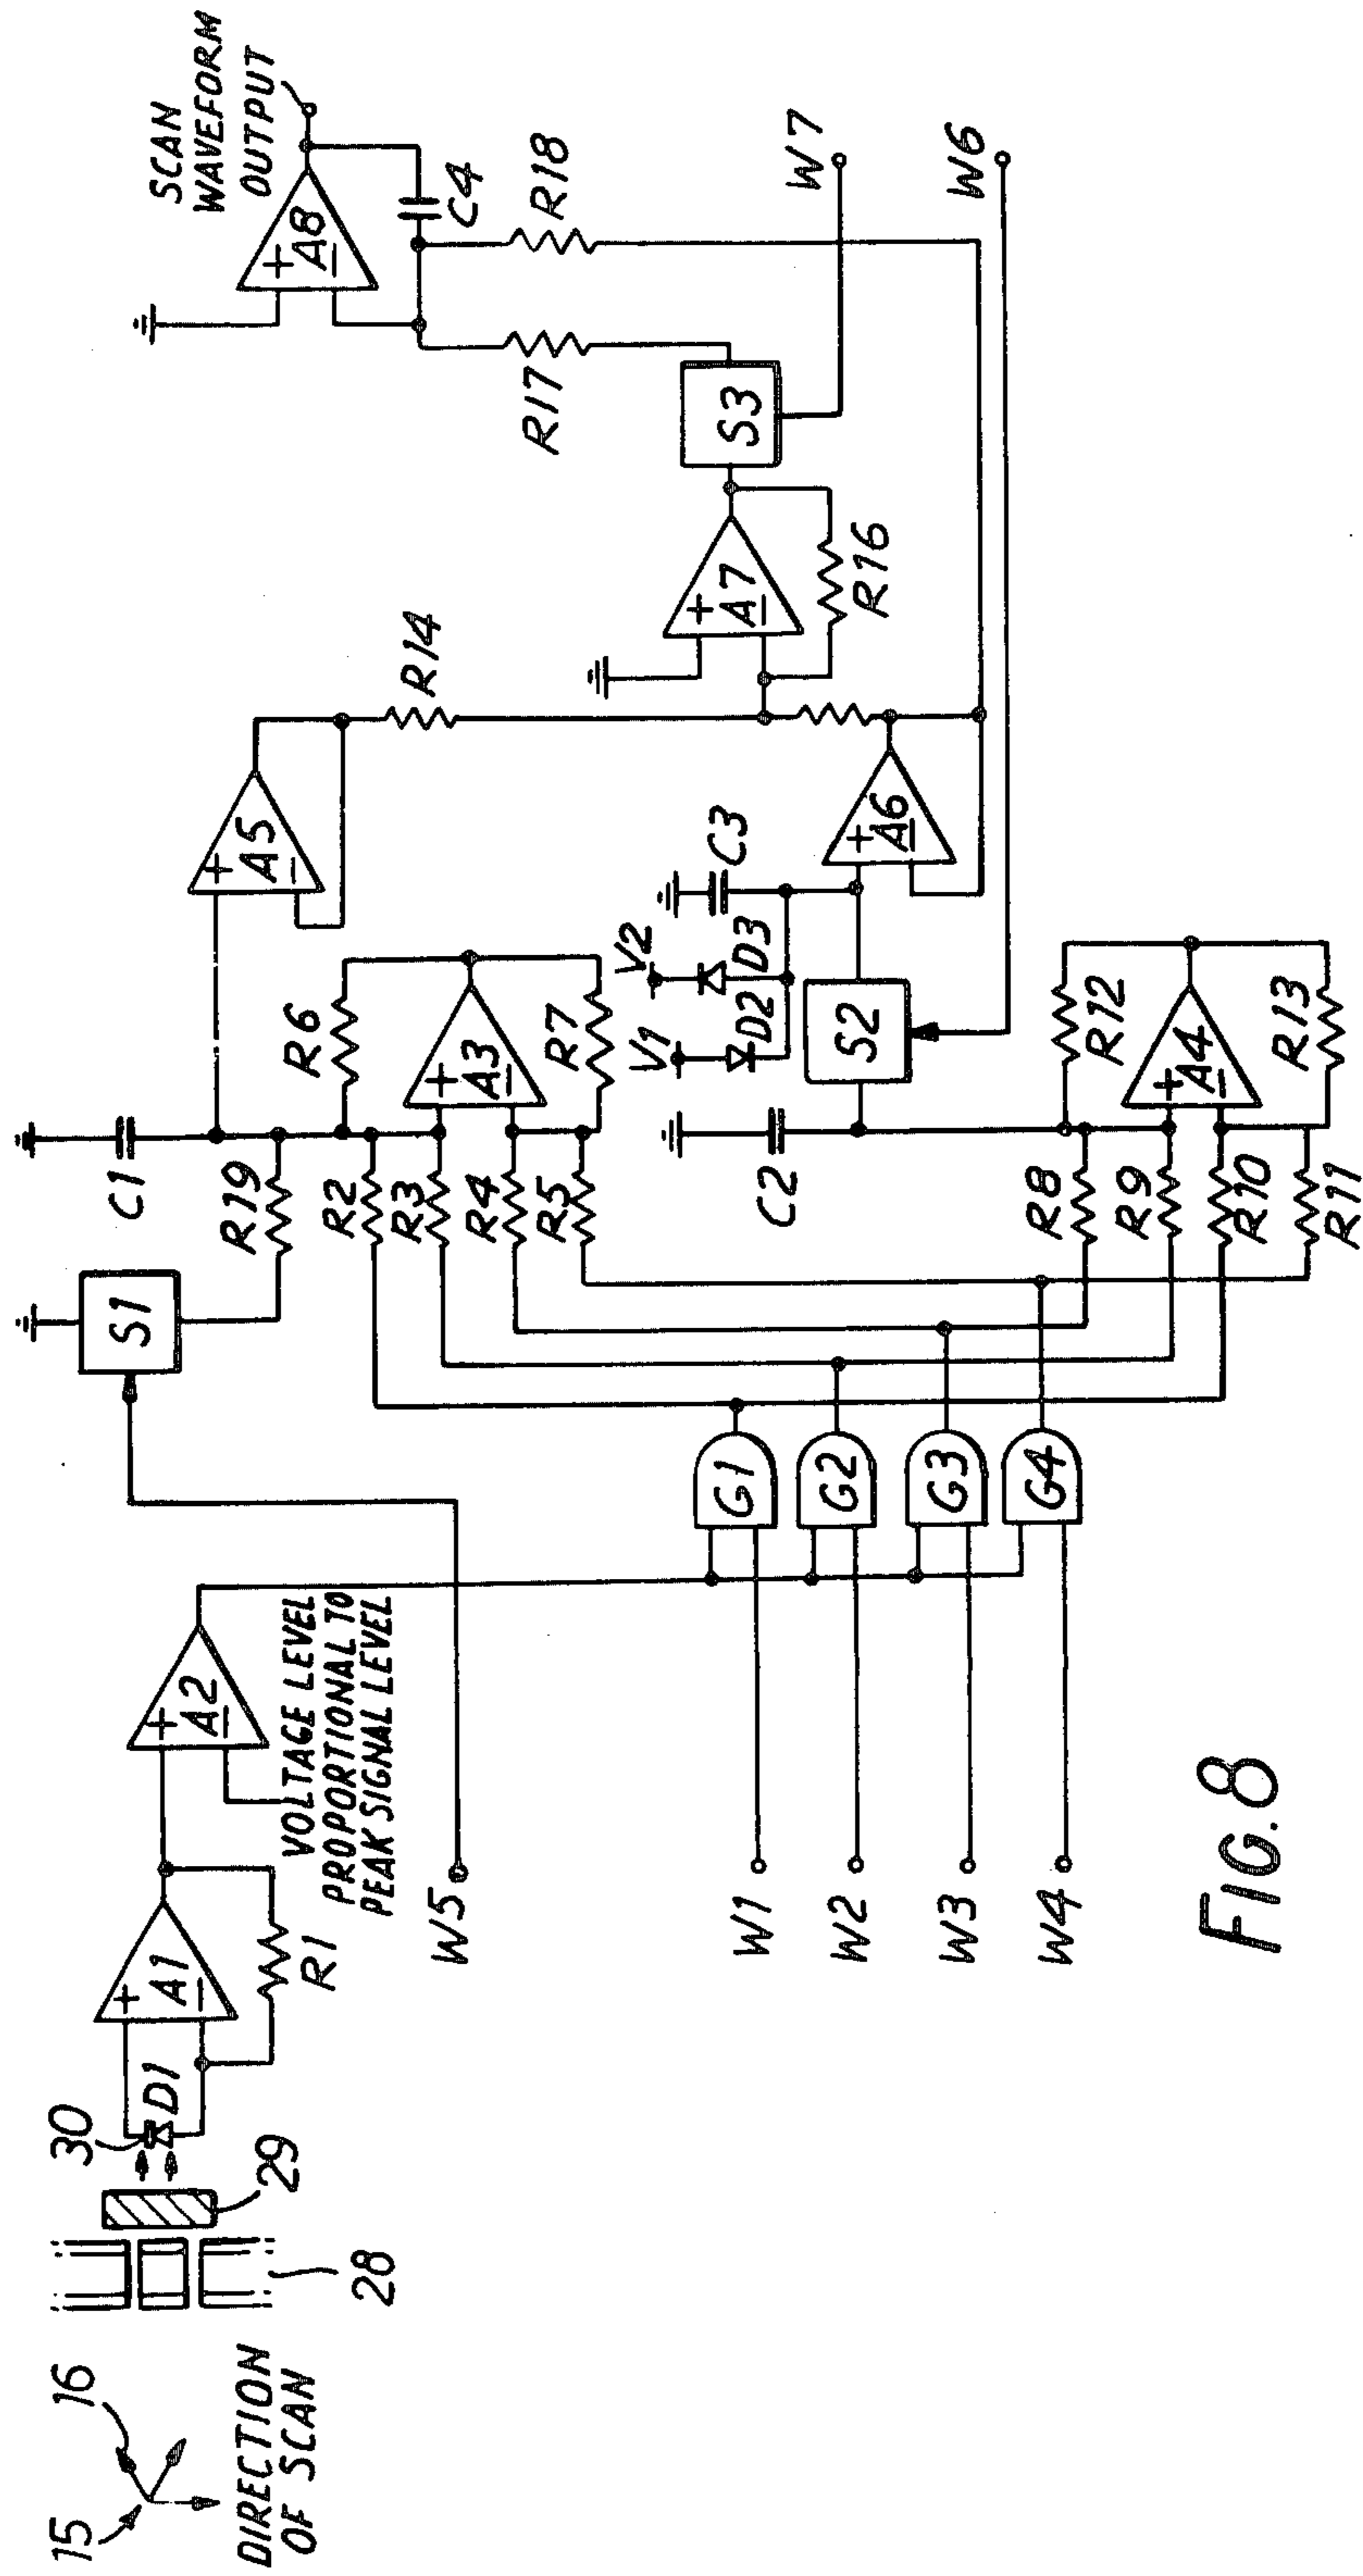 15
16
DIRECTION
OF SCAN
28
29
30
D1
+
A1
−
R1
+
A2
−
VOLTAGE LEVEL
PROPORTIONAL TO
PEAK SIGNAL LEVEL
W5
W1
W2
W3
W4
G1
G2
G3
G4
S1
C1
R19
R2
R3
R4
R5
R6
+
A3
−
R7
C2
R8
R9
R10
R11
R12
+
A4
−
R13
S2
V1
V2
D2
D3
C3
+
A5
−
+
A6
−
R14
+
A7
−
R16
S3
R17
R18
+
A8
−
C4
SCAN
WAVEFORM
OUTPUT
W7
W6
FIG. 8